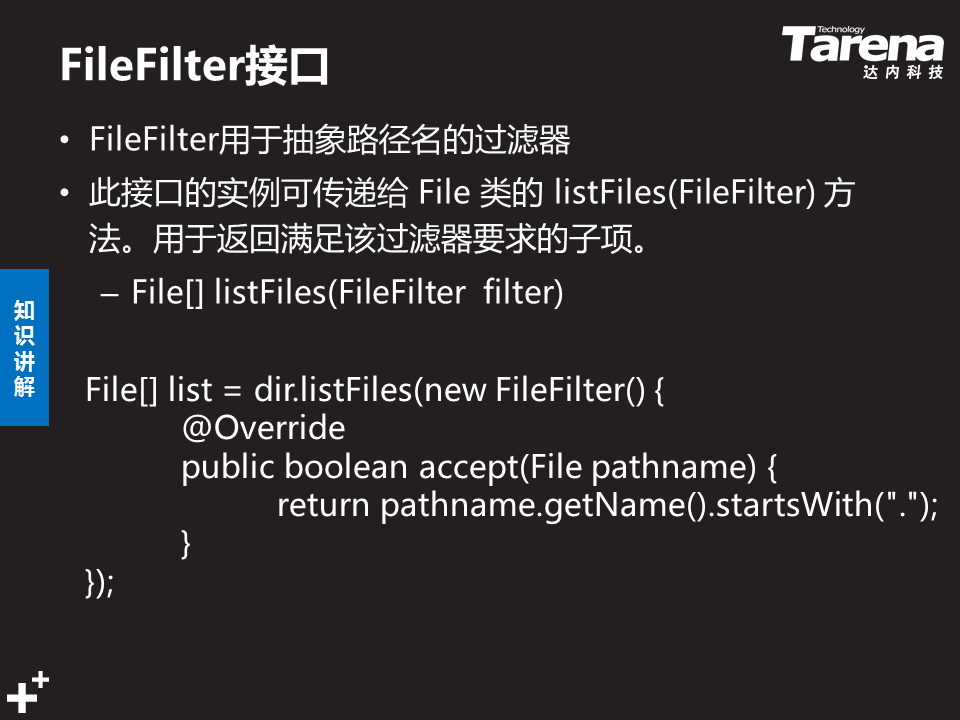 FileFilter接口
Technology
Tarena
达内科技
• FileFilter用于抽象路径名的过滤器
• 此接口的实例可传递给 File 类的 listFiles(FileFilter) 方
法。用于返回满足该过滤器要求的子项。
– File[] listFiles(FileFilter filter)
知
识
讲
解
File[] list = dir.listFiles(new FileFilter() {
@Override
public boolean accept(File pathname) {
return pathname.getName().startsWith(".");
}
});